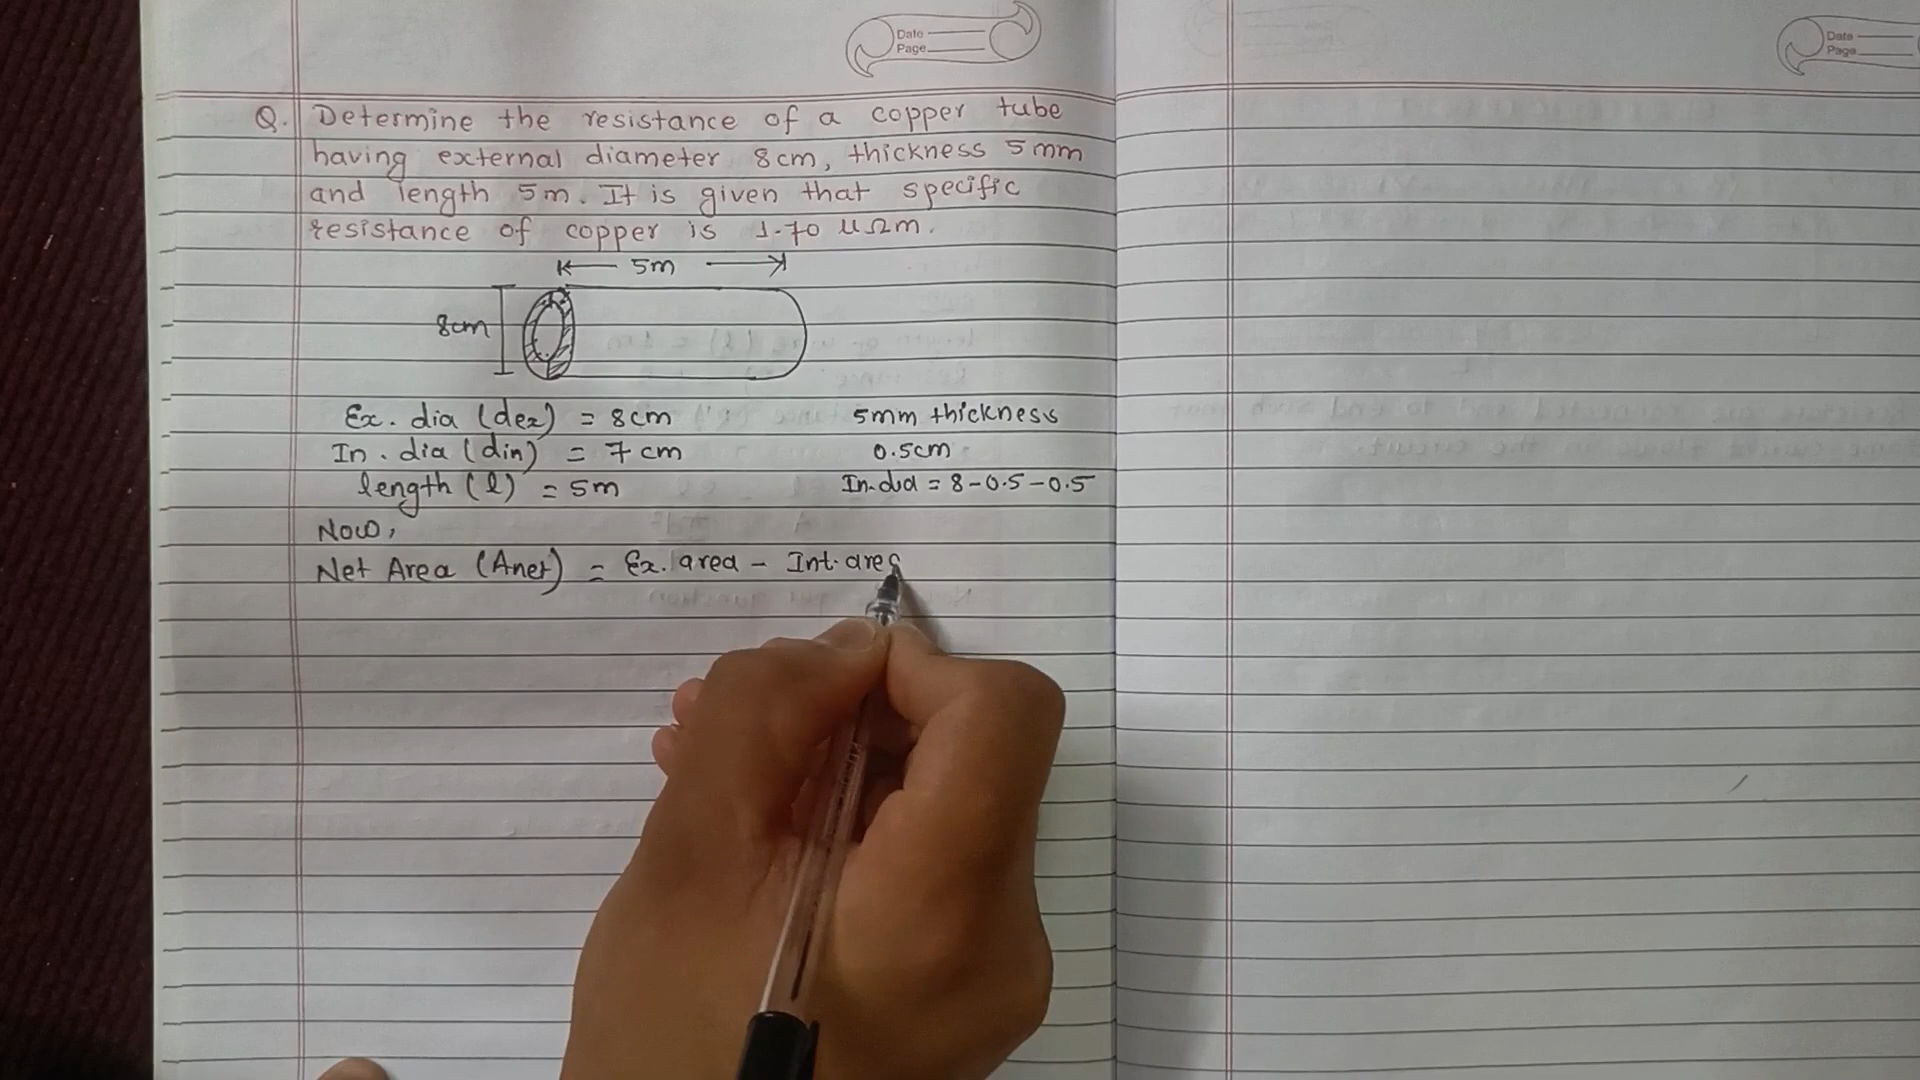 Date
Page
Date
Page
Q. Determine the resistance of a copper tube
having external diameter 8cm, thickness 5mm
and length 5m. It is given that specific
resistance of copper is 1.70 μΩm.
5m
8cm
Ex. dia (dex) = 8cm 5mm thickness
In. dia (din) = 7cm 0.5cm
length (l) = 5m In.dia = 8-0.5-0.5
Now,
Net Area (Anet) = Ex. area - Int. area